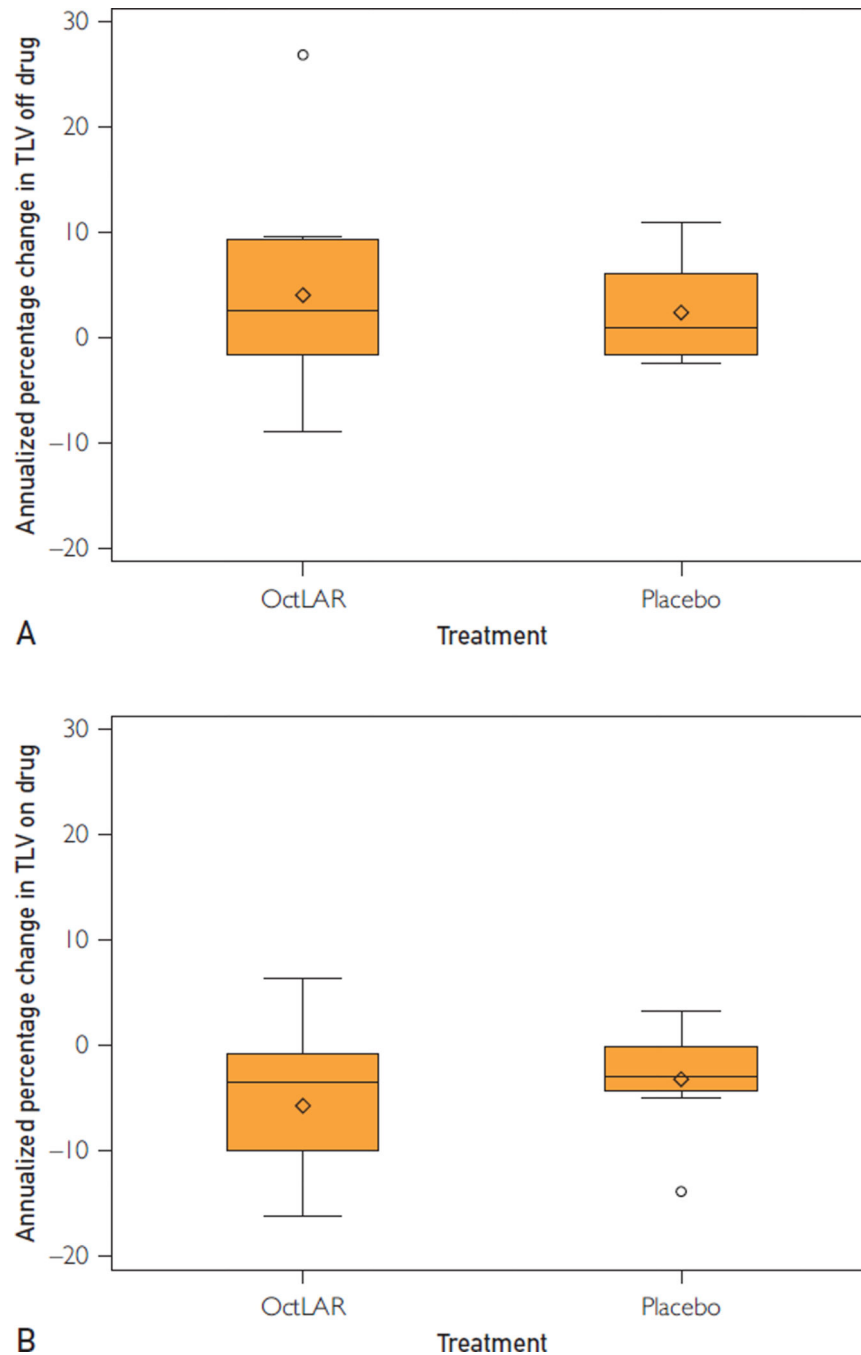 Annualized percentage change in TLV off drug
30
20
10
0
–10
–20
OctLAR
Placebo
Treatment
A
Annualized percentage change in TLV on drug
30
20
10
0
–10
–20
OctLAR
Placebo
Treatment
B